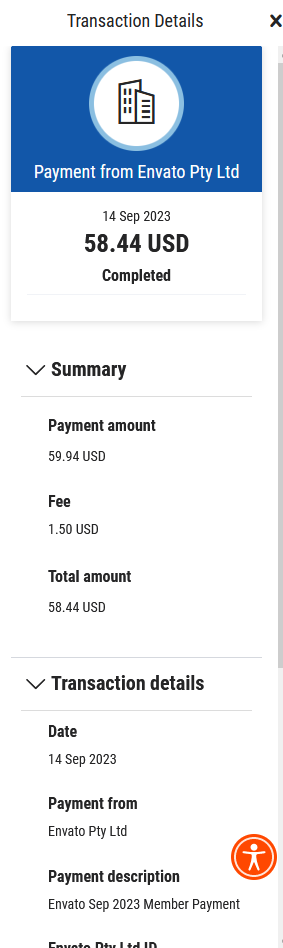 Transaction Details
Payment from Envato Pty Ltd
14 Sep 2023
58.44 USD
Completed
Summary
Payment amount
59.94 USD
Fee
1.50 USD
Total amount
58.44 USD
Transaction details
Date
14 Sep 2023
Payment from
Envato Pty Ltd
Payment description
Envato Sep 2023 Member Payment
Envato Pty Ltd ID